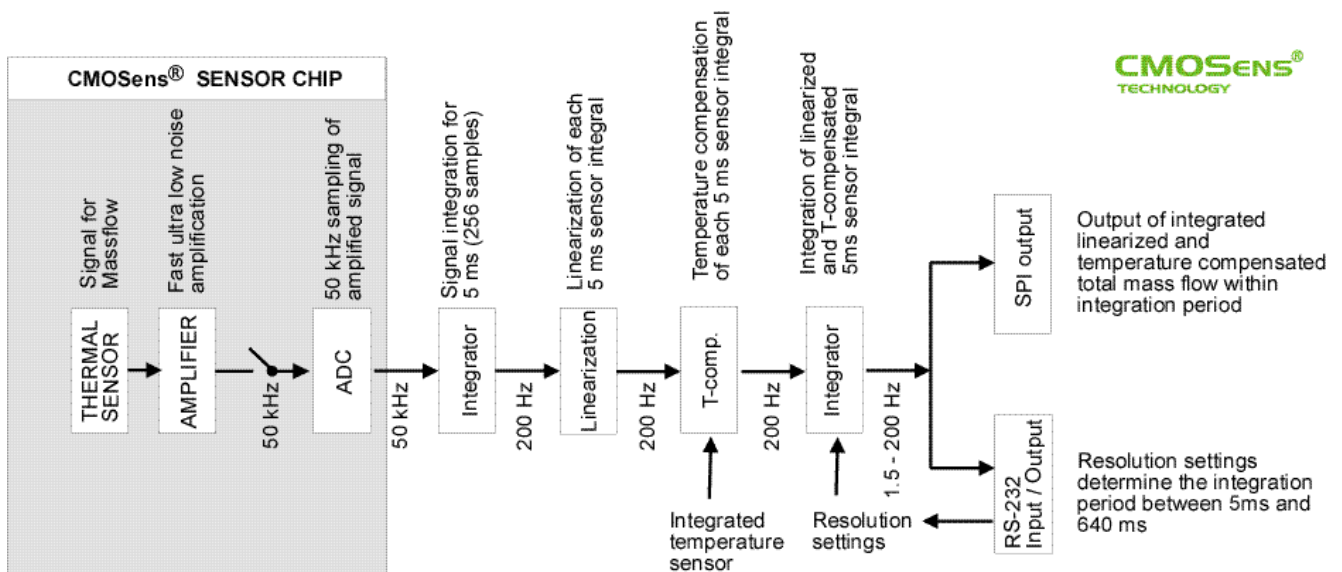 CMOSens® SENSOR CHIP
CMOSENS®
TECHNOLOGY
Signal for
Massflow
Fast ultra low noise
amplification
50 kHz sampling of
amplified signal
Signal integration for
5 ms (256 samples)
Linearization of each
5 ms sensor integral
Temperature compensation
of each 5 ms sensor integral
Integration of linearized
and T-compensated
5ms sensor integral
THERMAL
SENSOR
AMPLIFIER
50 kHz
ADC
50 kHz
Integrator
200 Hz
Linearization
200 Hz
T-comp.
200 Hz
Integrator
1.5 - 200 Hz
SPI output
Output of integrated
linearized and
temperature compensated
total mass flow within
integration period
RS-232
Input / Output
Resolution settings
determine the integration
period between 5ms and
640 ms
Integrated
temperature
sensor
Resolution
settings